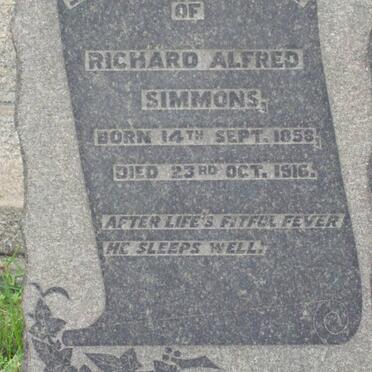 OF
RICHARD ALFRED
SIMMONS,
BORN 14TH SEPT. 1858,
DIED 23RD OCT. 1916.
AFTER LIFE'S FITFUL FEVER
HE SLEEPS WELL.